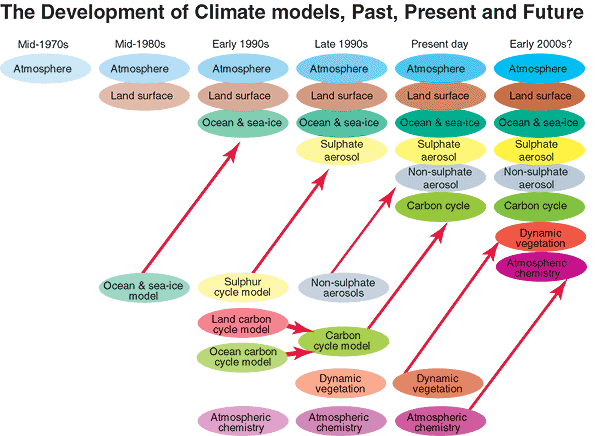 The Development of Climate models, Past, Present and Future
Mid-1970s Mid-1980s Early 1990s Late 1990s Present day Early 2000s?
Atmosphere Atmosphere Atmosphere Atmosphere Atmosphere Atmosphere
Land surface Land surface Land surface Land surface Land surface
Ocean & sea-ice Ocean & sea-ice Ocean & sea-ice Ocean & sea-ice
Sulphate Sulphate Sulphate
aerosol aerosol aerosol
Non-sulphate Non-sulphate
aerosol aerosol
Carbon cycle Carbon cycle
Dynamic
vegetation
Atmospheric
chemistry
Ocean & sea-ice Sulphur Non-sulphate
model cycle model aerosols
Land carbon
cycle model
Carbon
cycle model
Ocean carbon
cycle model
Dynamic Dynamic
vegetation vegetation
Atmospheric Atmospheric Atmospheric
chemistry chemistry chemistry